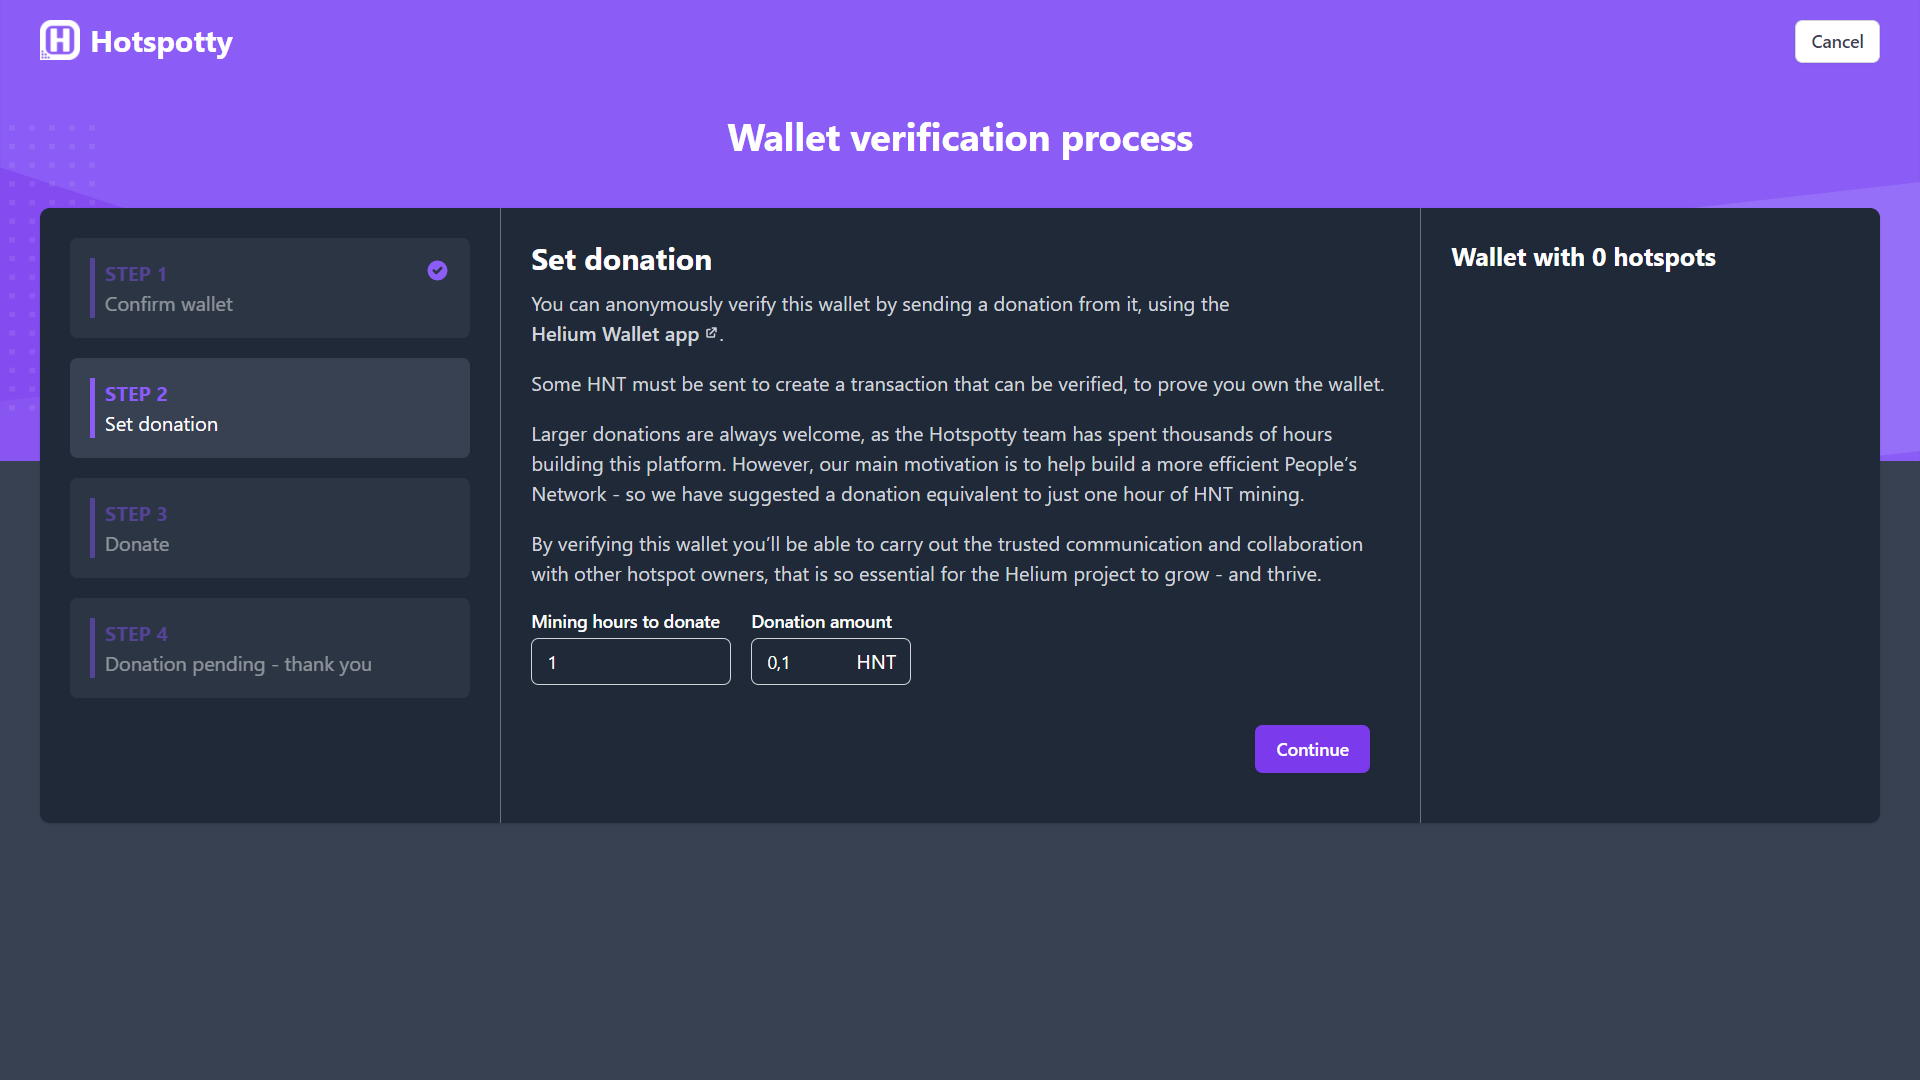 Hotspotty
Cancel
Wallet verification process
STEP 1
Confirm wallet
STEP 2
Set donation
STEP 3
Donate
STEP 4
Donation pending - thank you
Set donation
You can anonymously verify this wallet by sending a donation from it, using the
Helium Wallet app.
Some HNT must be sent to create a transaction that can be verified, to prove you own the wallet.
Larger donations are always welcome, as the Hotspotty team has spent thousands of hours
building this platform. However, our main motivation is to help build a more efficient People’s
Network - so we have suggested a donation equivalent to just one hour of HNT mining.
By verifying this wallet you’ll be able to carry out the trusted communication and collaboration
with other hotspot owners, that is so essential for the Helium project to grow - and thrive.
Mining hours to donate
1
Donation amount
0,1 HNT
Continue
Wallet with 0 hotspots